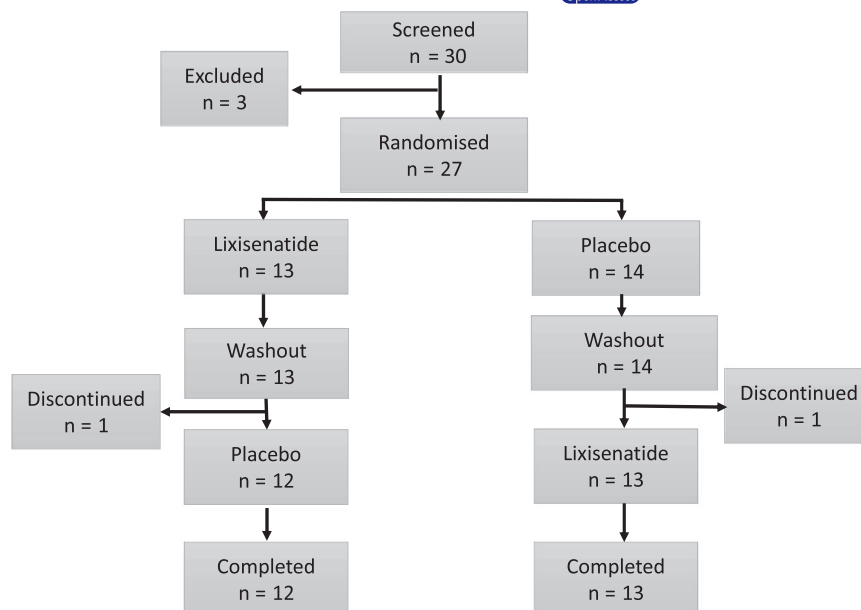 Screened
n = 30
Excluded
n = 3
Randomised
n = 27
Lixisenatide
n = 13
Placebo
n = 14
Washout
n = 13
Washout
n = 14
Discontinued
n = 1
Discontinued
n = 1
Placebo
n = 12
Lixisenatide
n = 13
Completed
n = 12
Completed
n = 13